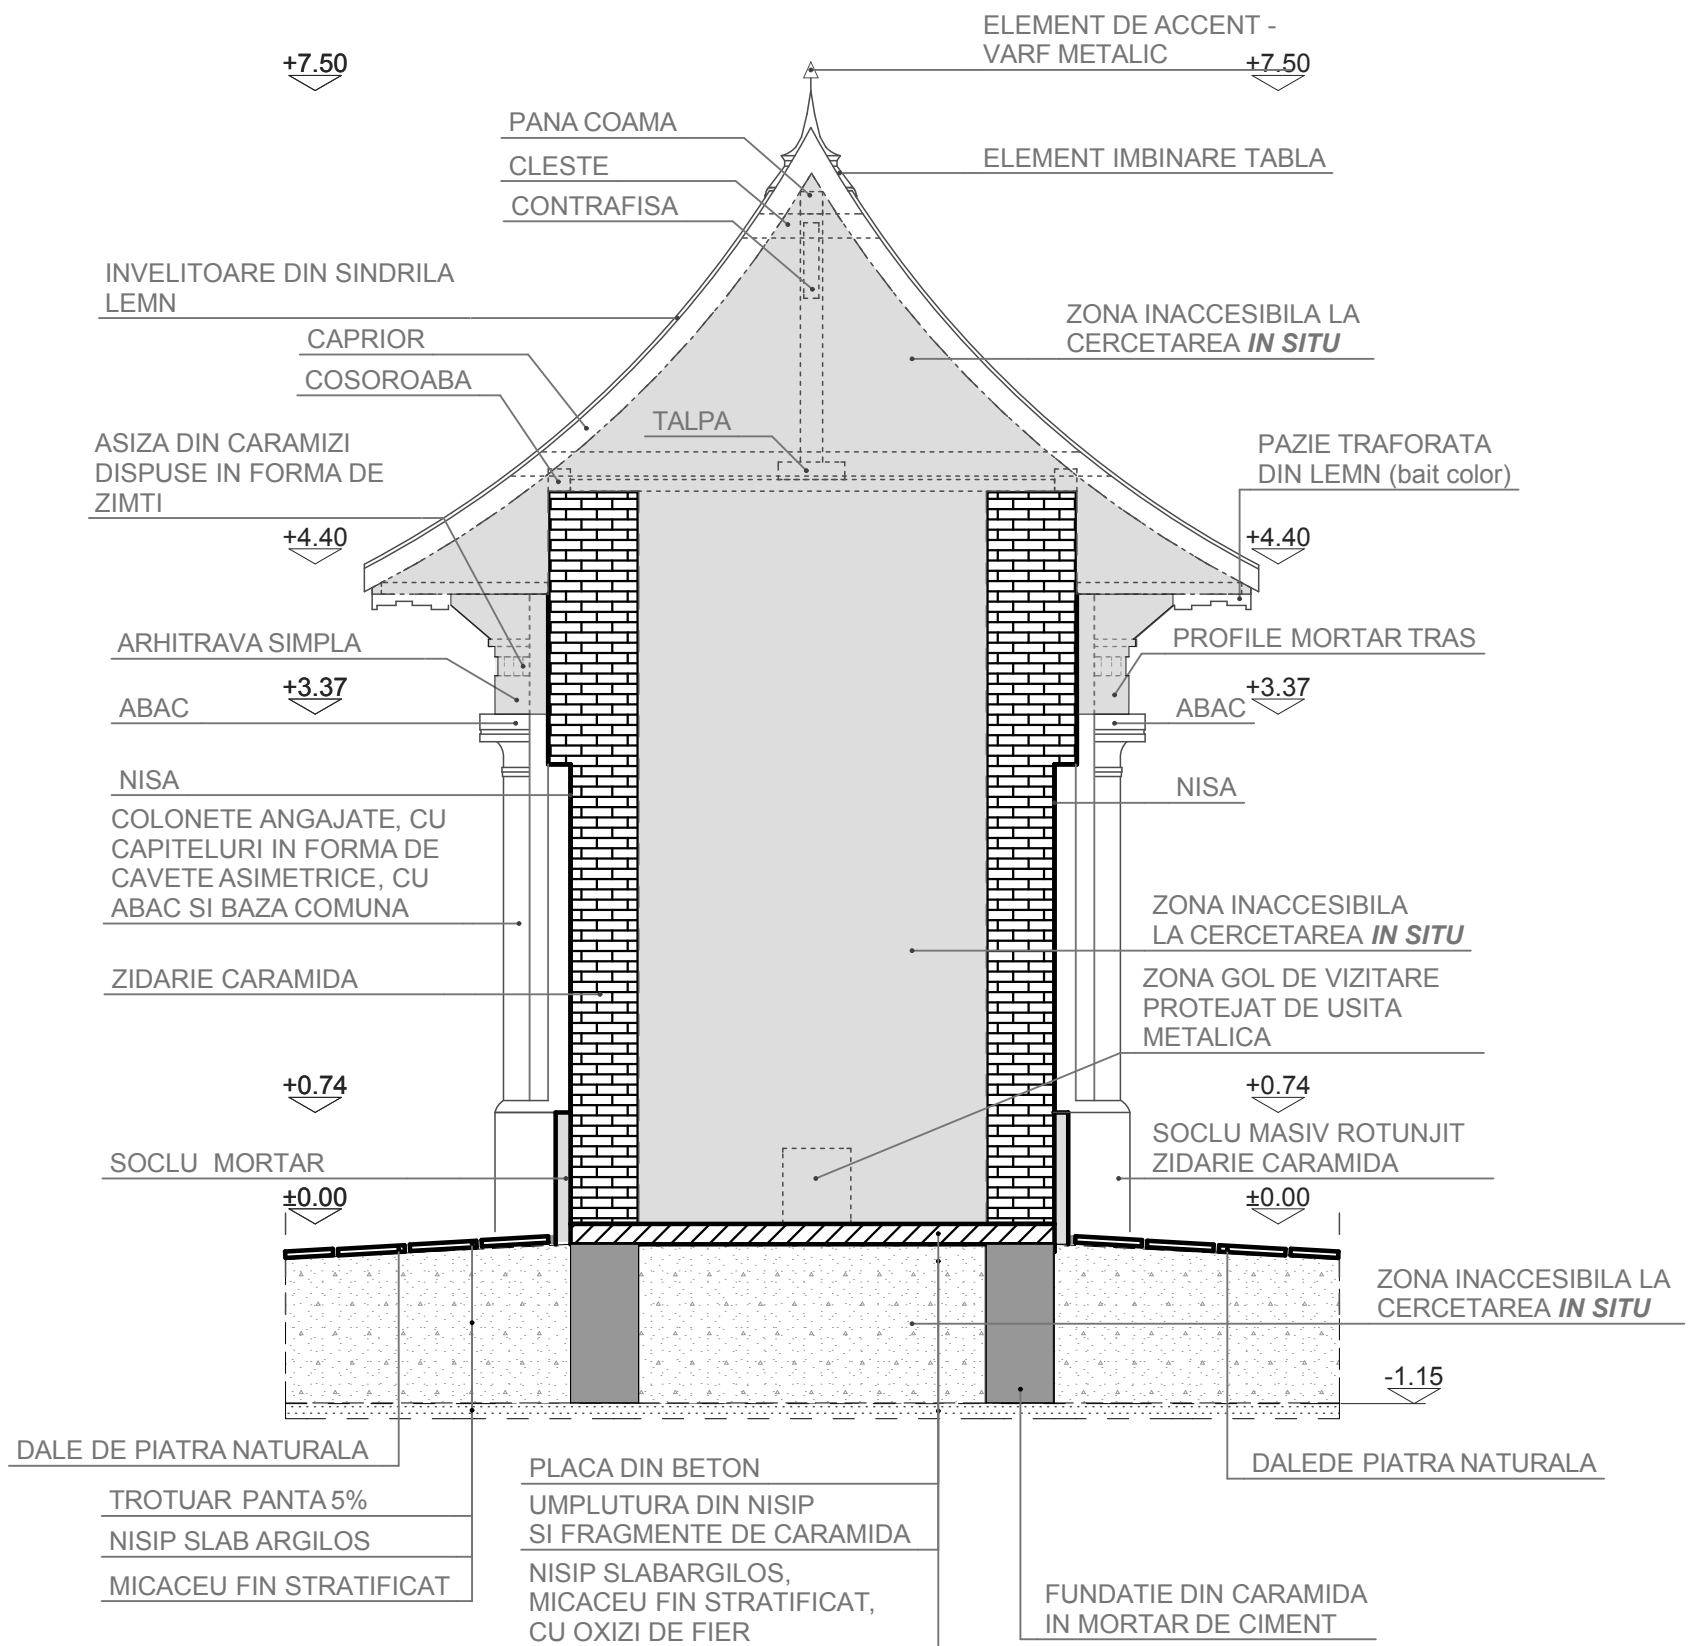 ELEMENT DE ACCENT -
VARF METALIC
+7.50
+7.50
PANA COAMA
CLESTE
ELEMENT IMBINARE TABLA
CONTRAFISA
INVELITOARE DIN SINDRILA
LEMN
ZONA INACCESIBILA LA
CERCETAREA IN SITU
CAPRIOR
COSOROABA
TALPA
ASIZA DIN CARAMIZI
DISPUSE IN FORMA DE
ZIMTI
PAZIE TRAFORATA
DIN LEMN (bait color)
+4.40
+4.40
ARHITRAVA SIMPLA
PROFILE MORTAR TRAS
+3.37
+3.37
ABAC
ABAC
NISA
NISA
COLONETE ANGAJATE, CU
CAPITELURI IN FORMA DE
CAVETE ASIMETRICE, CU
ABAC SI BAZA COMUNA
ZONA INACCESIBILA
LA CERCETAREA IN SITU
ZIDARIE CARAMIDA
ZONA GOL DE VIZITARE
PROTEJAT DE USITA
METALICA
+0.74
+0.74
SOCLU MORTAR
SOCLU MASIV ROTUNJIT
ZIDARIE CARAMIDA
±0.00
±0.00
ZONA INACCESIBILA LA
CERCETAREA IN SITU
-1.15
DALE DE PIATRA NATURALA
TROTUAR PANTA 5%
NISIP SLAB ARGILOS
MICACEU FIN STRATIFICAT
PLACA DIN BETON
UMPLUTURA DIN NISIP
SI FRAGMENTE DE CARAMIDA
NISIP SLABARGILOS,
MICACEU FIN STRATIFICAT,
CU OXIZI DE FIER
DALEDE PIATRA NATURALA
FUNDATIE DIN CARAMIDA
IN MORTAR DE CIMENT